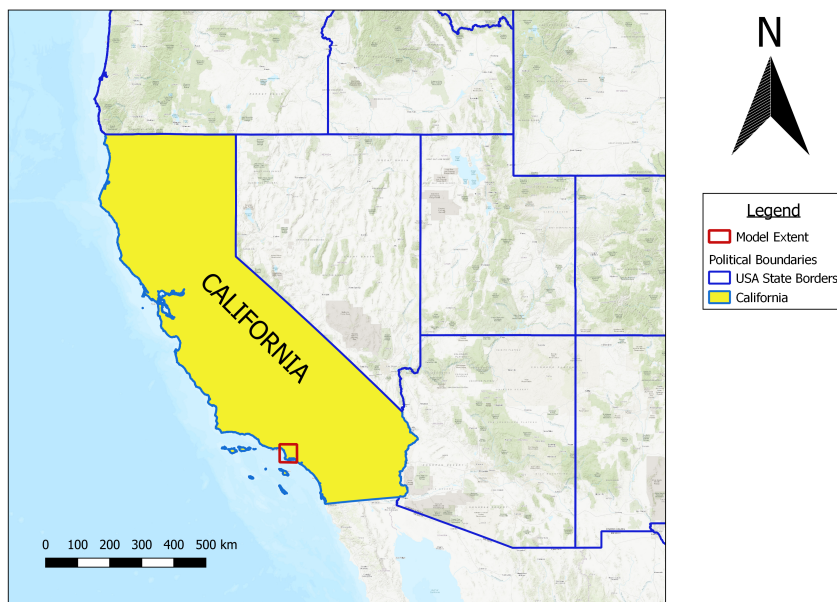 N
CALIFORNIA
Legend
Model Extent
Political Boundaries
USA State Borders
California
0 100 200 300 400 500 km